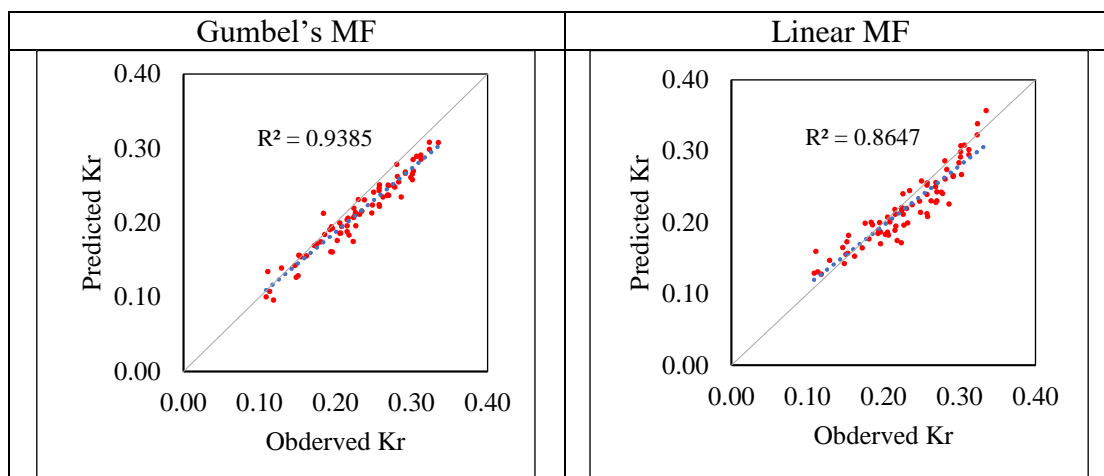 Gumbel’s MF
Linear MF
0.40
0.30
0.20
0.10
0.00
Predicted Kr
R² = 0.9385
0.00 0.10 0.20 0.30 0.40
Obderved Kr
0.40
0.30
0.20
0.10
0.00
Predicted Kr
R² = 0.8647
0.00 0.10 0.20 0.30 0.40
Obderved Kr